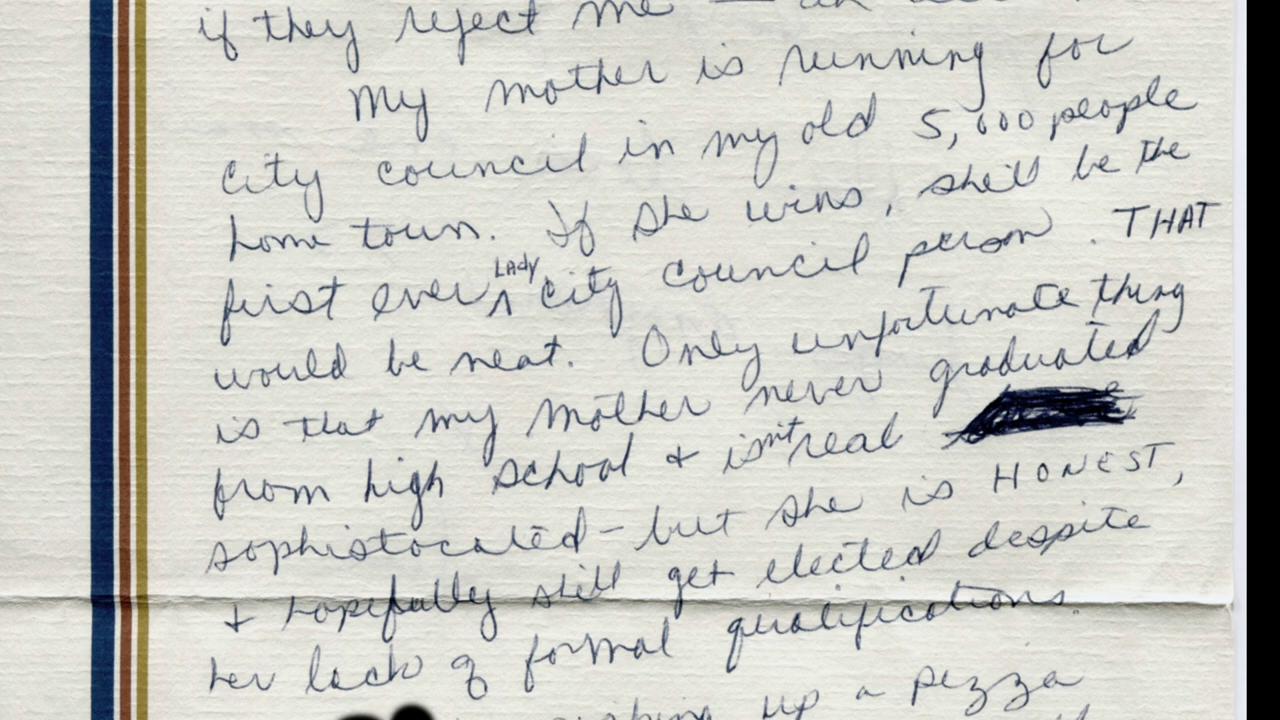 if they reject me —
My mother is running for
city council in my old 5,000 people
home town. If she wins, she'll be the
first ever Lady city council person. THAT
would be neat. Only unfortunate thing
is that my mother never graduated
from high school + isn't real
sophistocated - but she is HONEST,
+ hopefully still get elected despite
her lack of formal qualifications.
up a pizza